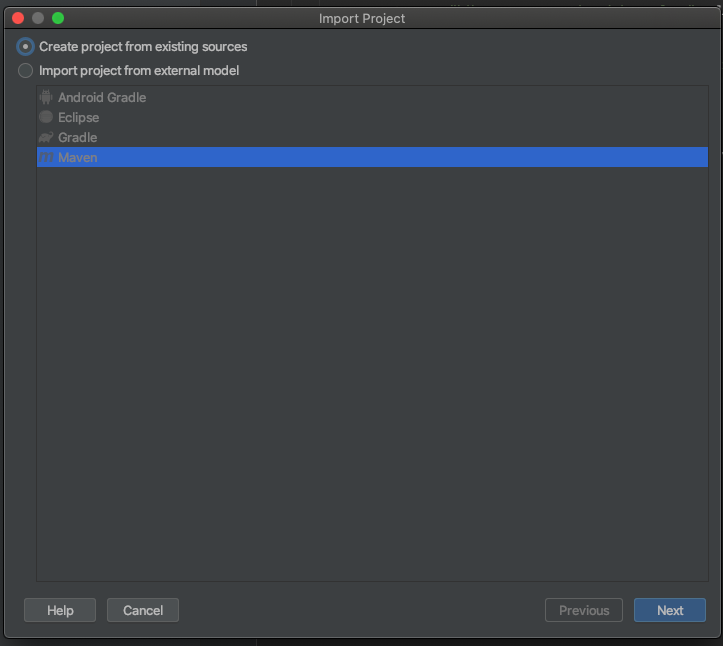 Import Project
Create project from existing sources
Import project from external model
Android Gradle
Eclipse
Gradle
Maven
Help
Cancel
Previous
Next